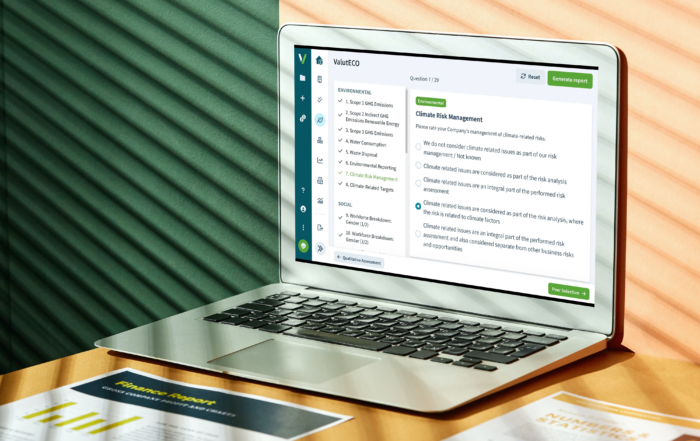 ValutECO
Question 7 / 29
Reset
Generate report
ENVIRONMENTAL
1. Scope 1 GHG Emissions
2. Scope 2 Indirect GHG
Emissions Renewable Energy
3. Scope 3 GHG Emissions
4. Water Consumption
5. Waste Disposal
6. Environmental Reporting
7. Climate Risk Management
8. Climate-Related Targets
SOCIAL
9. Workforce Breakdown:
Gender (1/2)
10. Workforce Breakdown:
Gender (2/2)
Qualitative Assessment
Environmental
Climate Risk Management
Please rate your Company's management of climate-related risks.
We do not consider climate related issues as part of our risk
management / Not known
Climate related issues are considered as part of the risk analysis
Climate related issues are an integral part of the performed risk
assessment
Climate related issues are considered as part of the risk analysis, where
the risk is related to climate factors
Climate related issues are an integral part of the performed risk
assessment and also considered separate from other business risks
and opportunities
Peer Selection
Finance Report
GROSS COMPANY PROFIT AND CHARTS
NUMBERS &